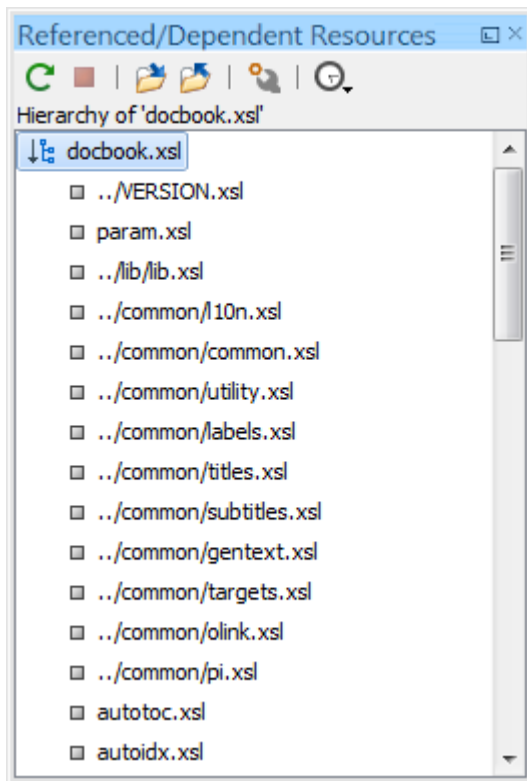 Referenced/Dependent Resources
Hierarchy of 'docbook.xsl'
docbook.xsl
../VERSION.xsl
param.xsl
../lib/lib.xsl
../common/l10n.xsl
../common/common.xsl
../common/utility.xsl
../common/labels.xsl
../common/titles.xsl
../common/subtitles.xsl
../common/gentext.xsl
../common/targets.xsl
../common/olink.xsl
../common/pi.xsl
autotoc.xsl
autoidx.xsl